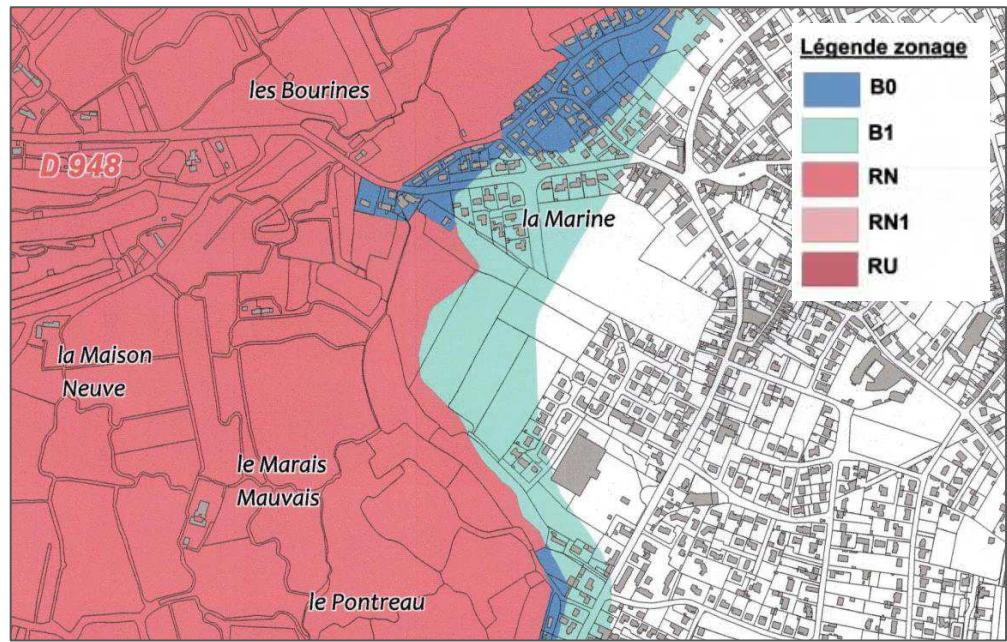 les Bourines
D 948
la Marine
la Maison
Neuve
le Marais
Mauvais
le Pontreau
Légende zonage
B0
B1
RN
RN1
RU